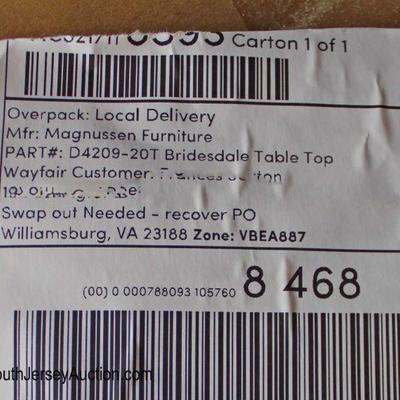 Carton 1 of 1
Overpack: Local Delivery
Mfr: Magnussen Furniture
PART#: D4209-20T Bridesdale Table Top
Wayfair Customer:
Swap out Needed - recover PO
Williamsburg, VA 23188 Zone: VBEA887
(00) 0 000788093 105760 8 468
outhJerseyAuction.com/